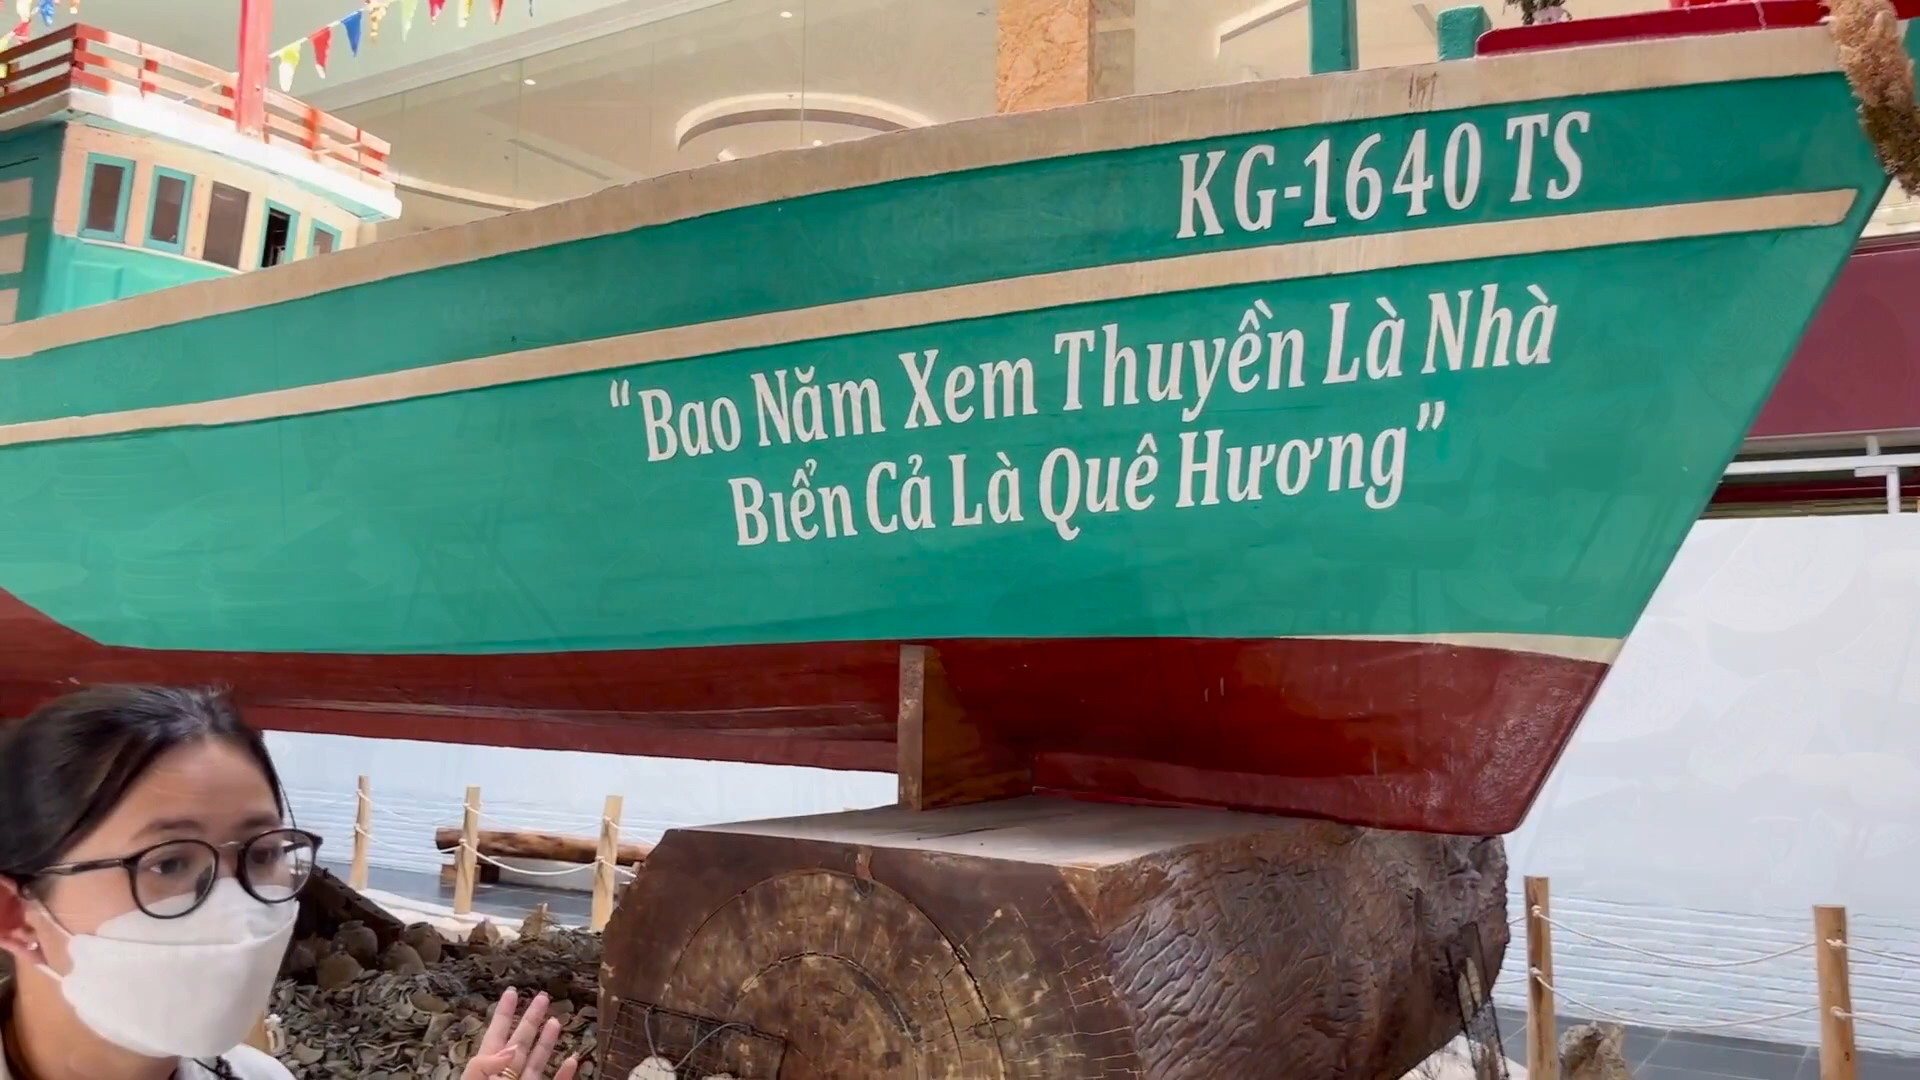 KG-1640 TS
“Bao Năm Xem Thuyền Là Nhà
Biển Cả Là Quê Hương”